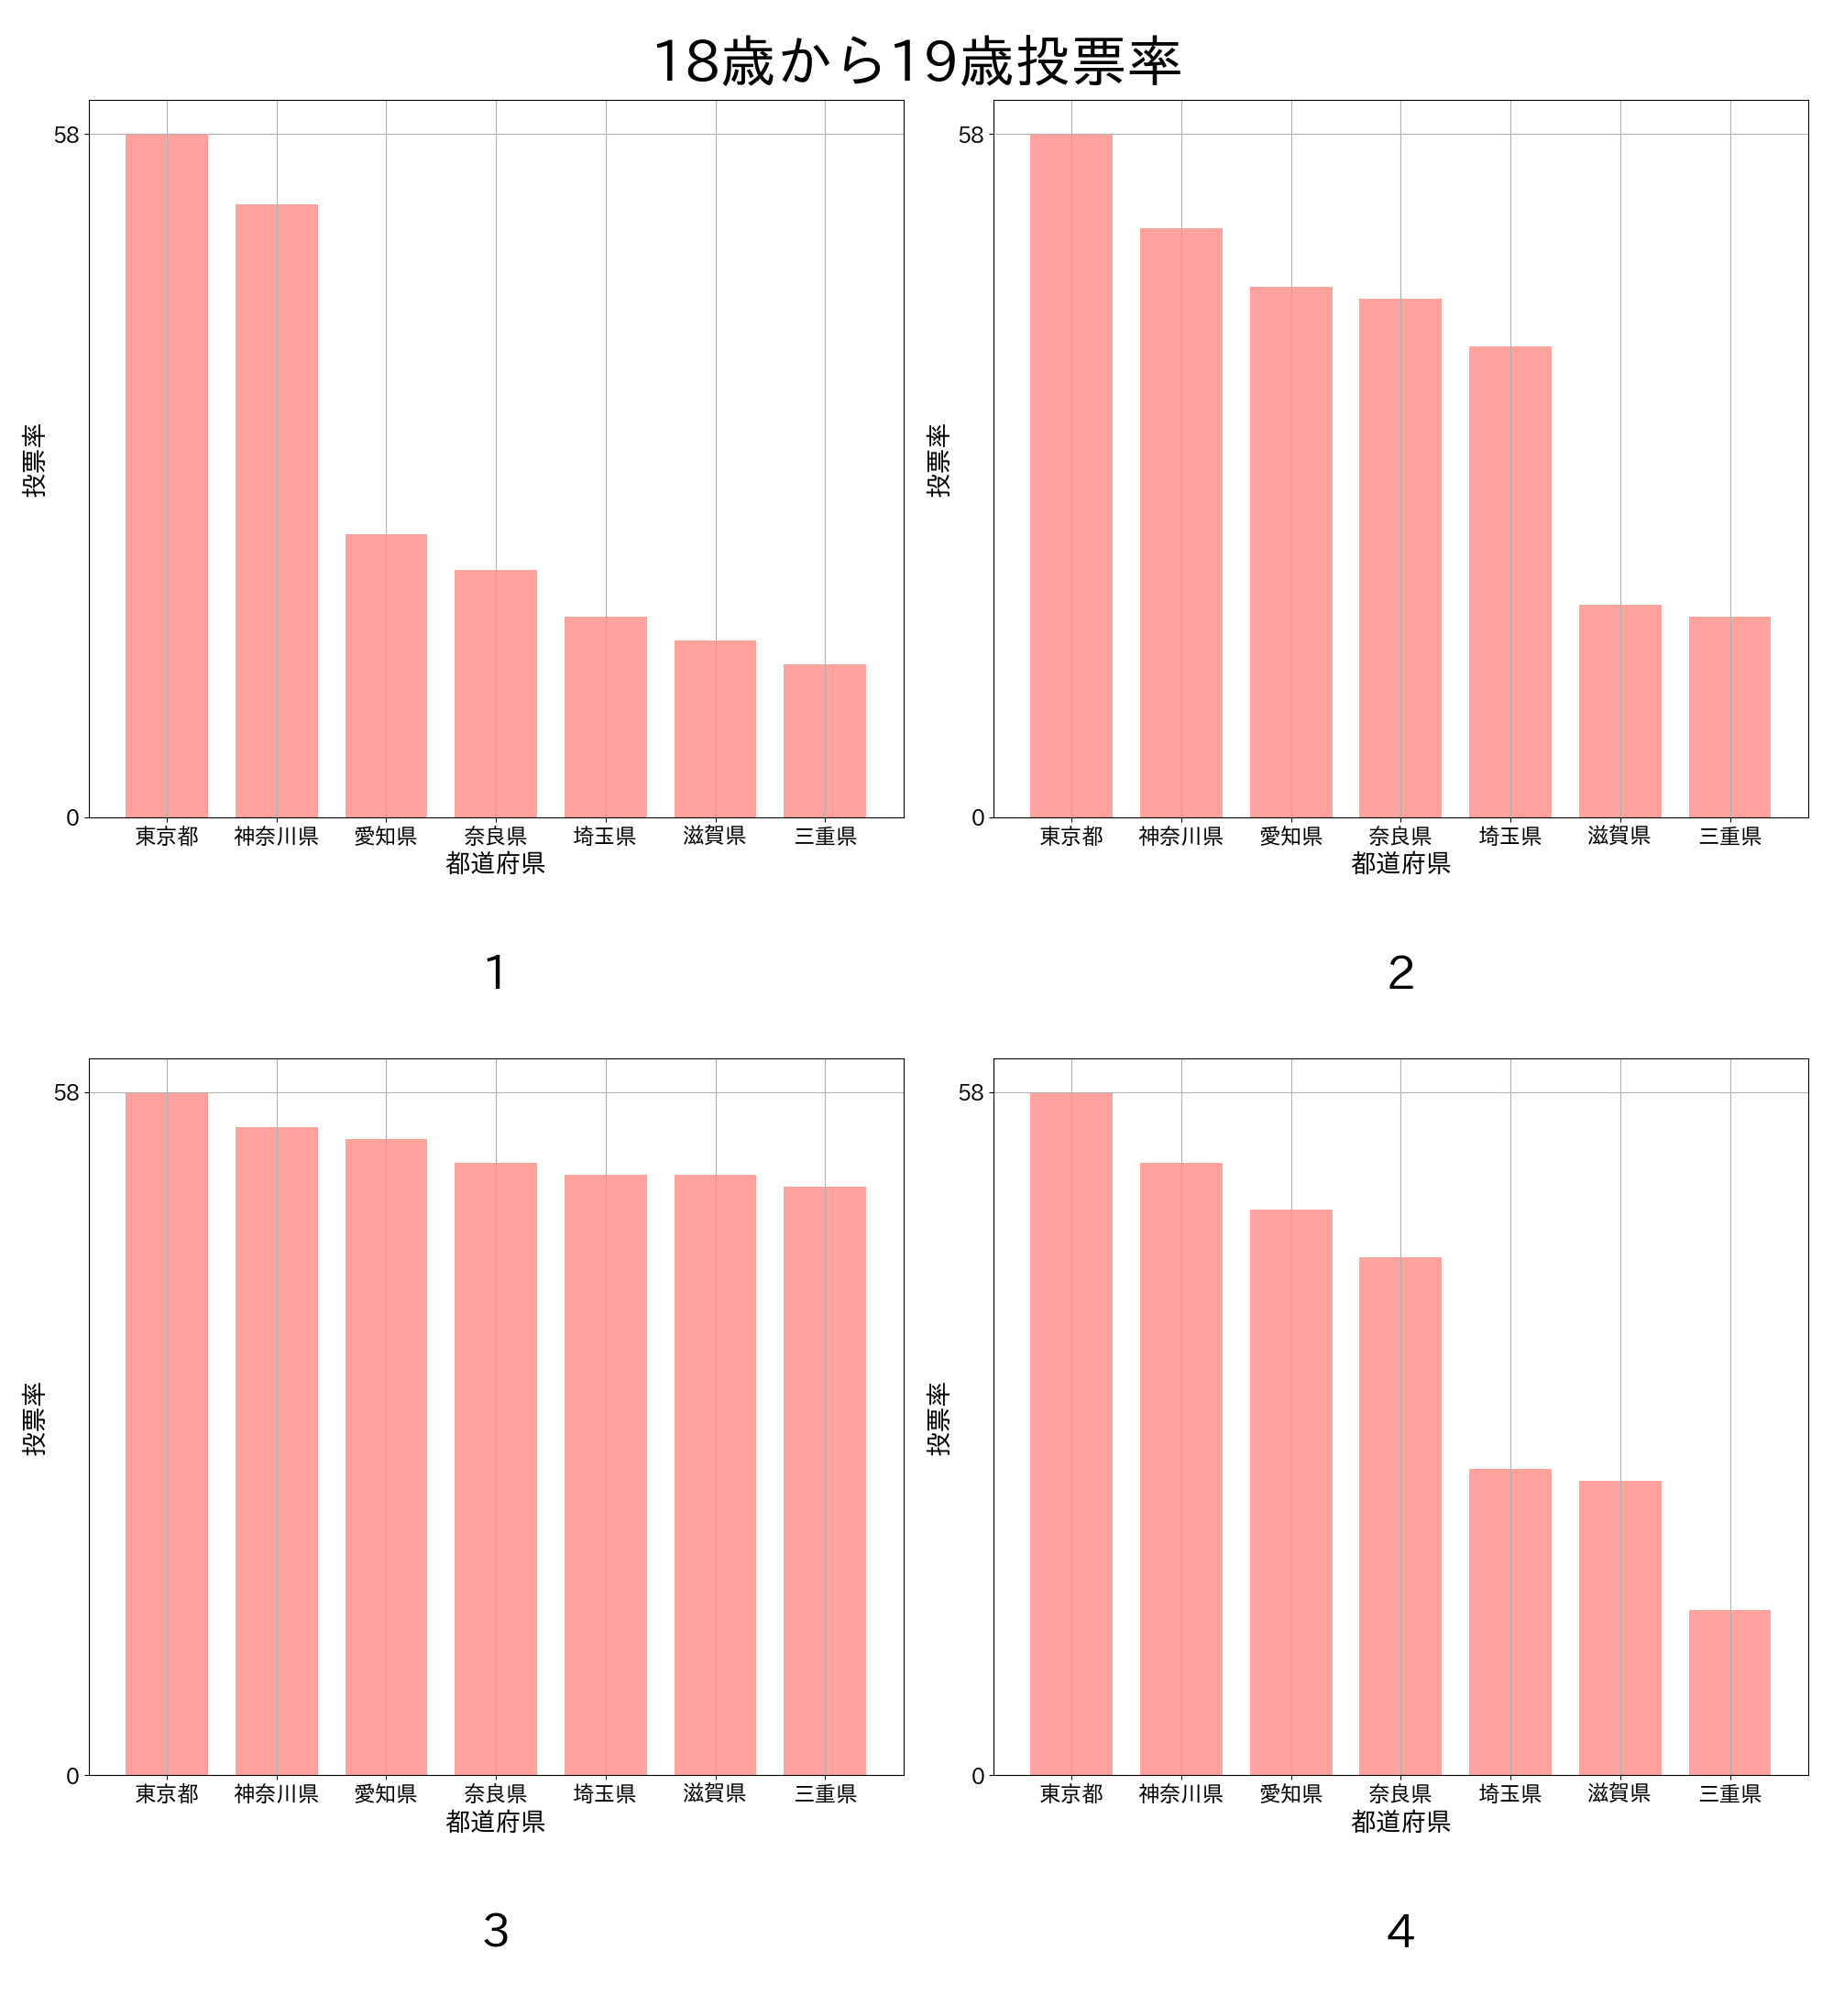 18歳から19歳投票率
58
0
投票率
東京都 神奈川県 愛知県 奈良県 埼玉県 滋賀県 三重県
都道府県
1
58
0
投票率
東京都 神奈川県 愛知県 奈良県 埼玉県 滋賀県 三重県
都道府県
2
58
0
投票率
東京都 神奈川県 愛知県 奈良県 埼玉県 滋賀県 三重県
都道府県
3
58
0
投票率
東京都 神奈川県 愛知県 奈良県 埼玉県 滋賀県 三重県
都道府県
4